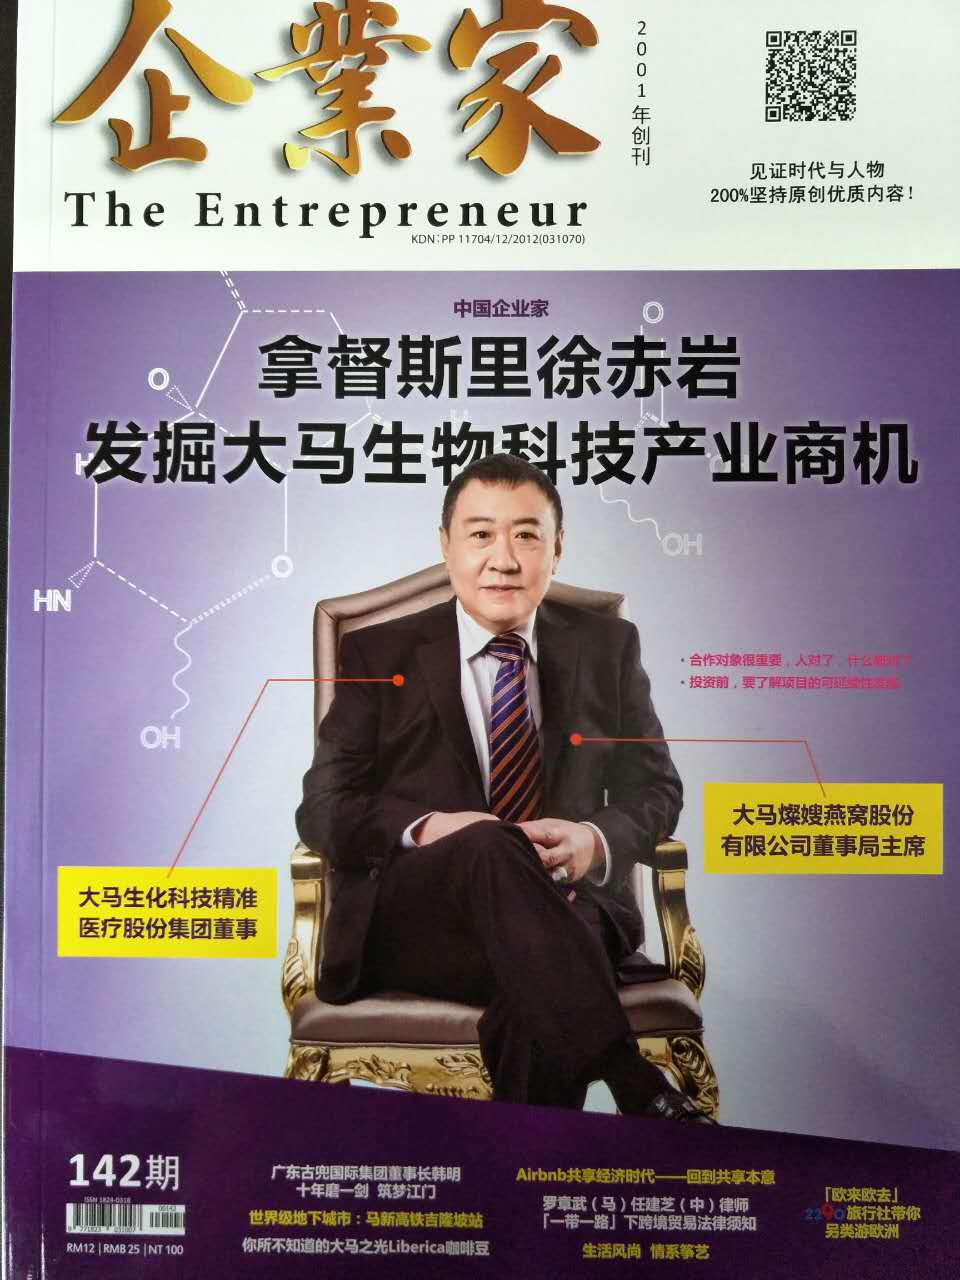 企業家
The Entrepreneur
KDN:PP 11704/12/2012(031070)
2001年创刊
见证时代与人物
200%坚持原创优质内容!
中国企业家
拿督斯里徐赤岩
发掘大马生物科技产业商机
O
O
H
HN
O
OH
OH
·合作对象很重要,人对了,什么都对了
·投资前,要了解项目的可延续性发展
大马燦嫂燕窝股份
有限公司董事局主席
大马生化科技精准
医疗股份集团董事
142期
ISSN 1824-0318
00142
RM12 | RMB 25 | NT 100
广东古兜国际集团董事长韩明
十年磨一剑 筑梦江门
世界级地下城市:马新高铁吉隆坡站
你所不知道的大马之光Liberica咖啡豆
Airbnb共享经济时代——回到共享本意
罗章武(马)任建芝(中)律师
「一带一路」下跨境贸易法律须知
生活风尚 情系筝艺
「欧来欧去」
2290旅行社带你
另类游欧洲